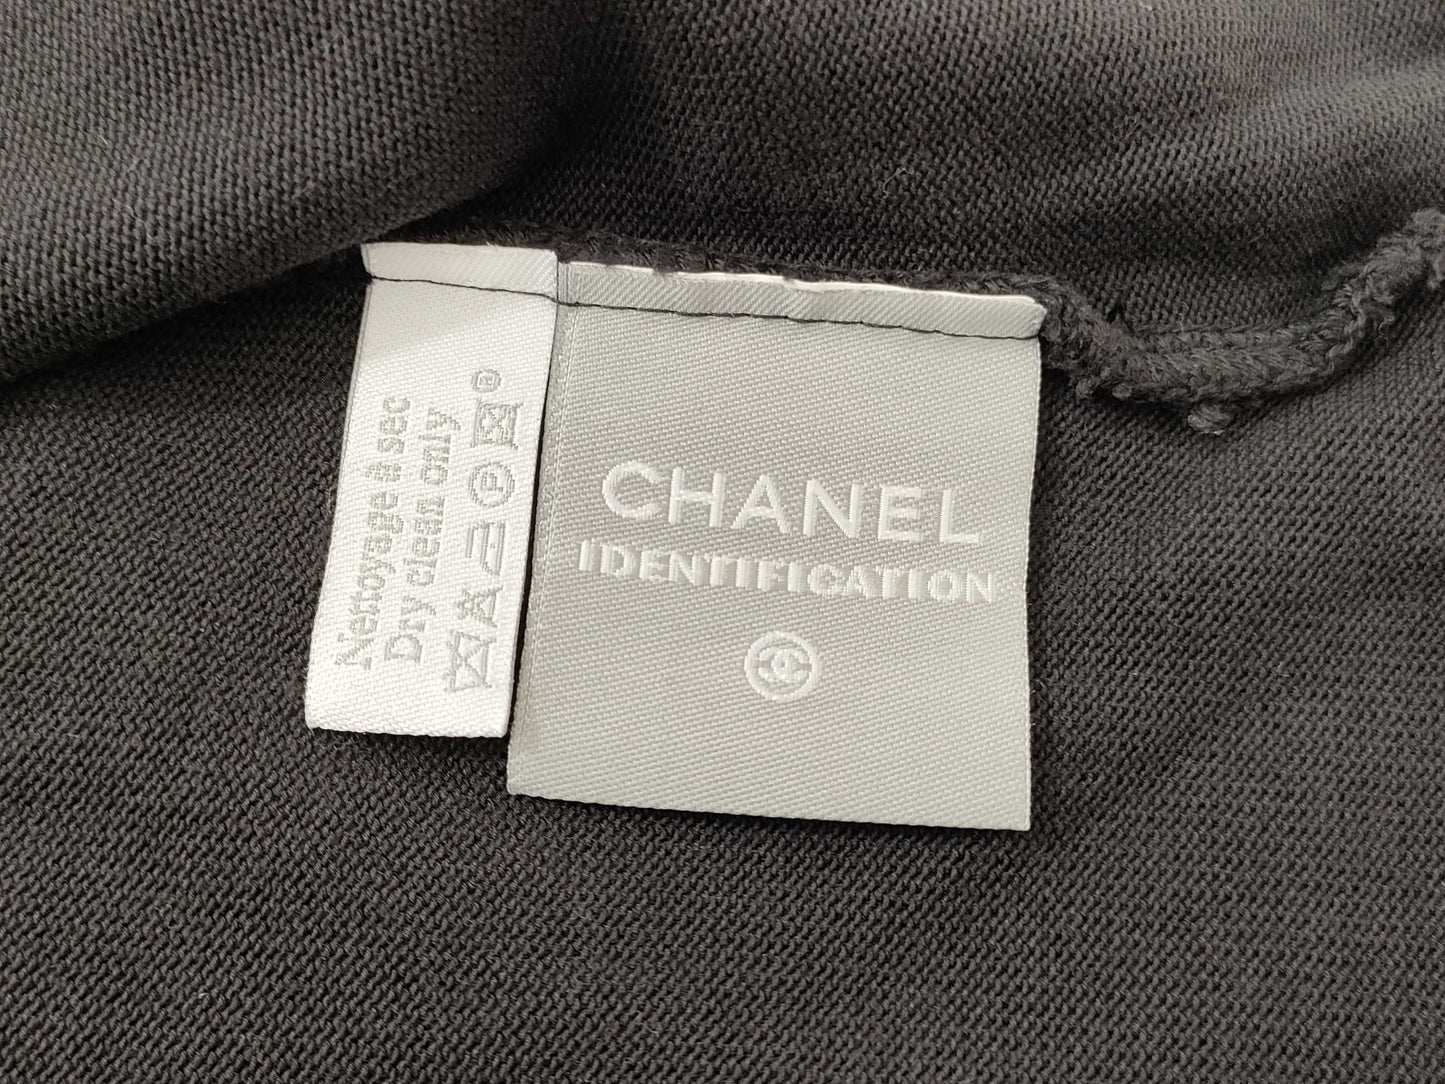 Nettoyage à sec
Dry clean only
P
CHANEL
IDENTIFICATION